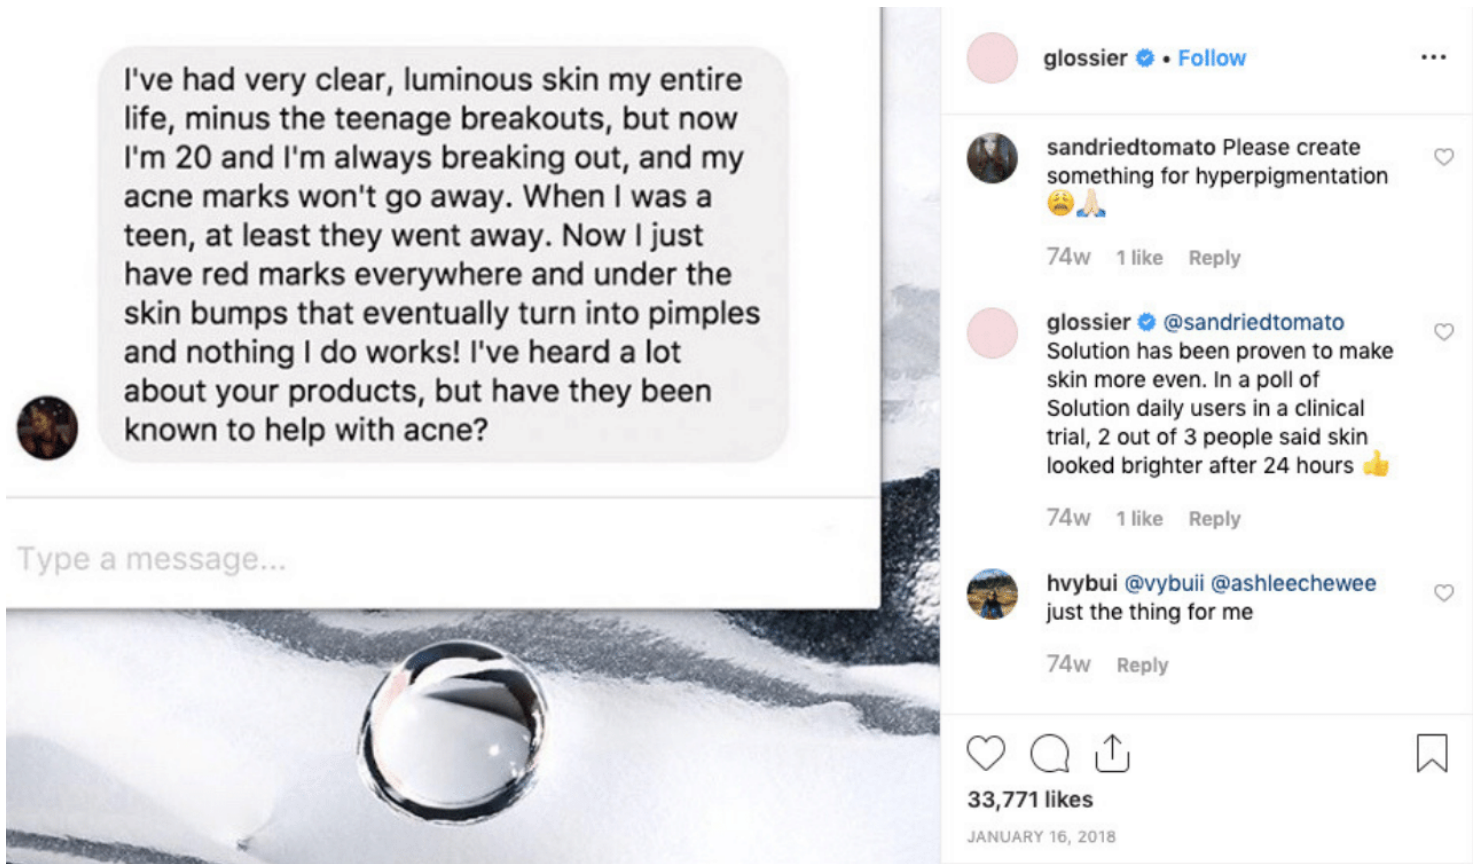 I've had very clear, luminous skin my entire
life, minus the teenage breakouts, but now
I'm 20 and I'm always breaking out, and my
acne marks won't go away. When I was a
teen, at least they went away. Now I just
have red marks everywhere and under the
skin bumps that eventually turn into pimples
and nothing I do works! I've heard a lot
about your products, but have they been
known to help with acne?
Type a message...
glossier • Follow
sandriedtomato Please create
something for hyperpigmentation
😩🙏🏻
74w 1 like Reply
glossier @sandriedtomato
Solution has been proven to make
skin more even. In a poll of
Solution daily users in a clinical
trial, 2 out of 3 people said skin
looked brighter after 24 hours 👍
74w 1 like Reply
hvybui @vybuii @ashleechewee
just the thing for me
74w Reply
33,771 likes
JANUARY 16, 2018